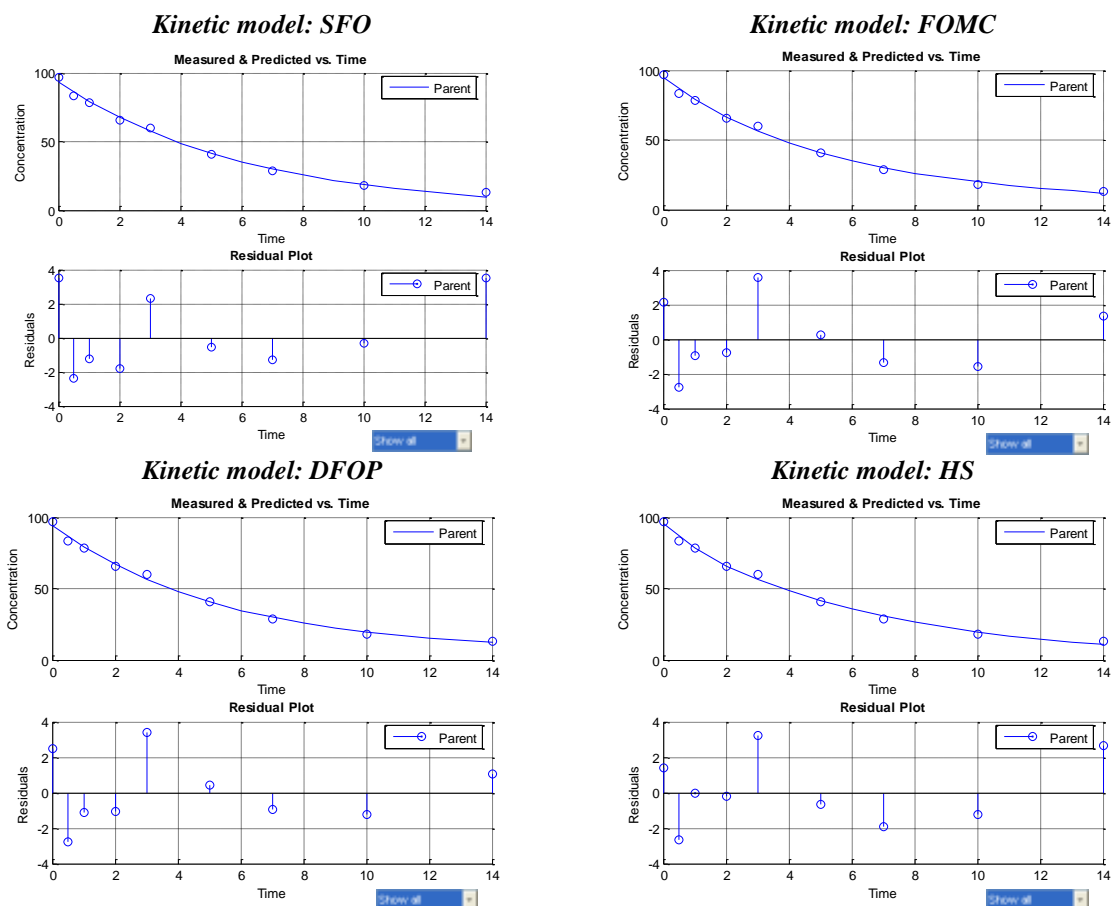 Kinetic model: SFO
Measured & Predicted vs. Time
Concentration
100
50
0
Parent
0 2 4 6 8 10 12 14
Time
Residual Plot
Residuals
4
2
0
-2
-4
Parent
0 2 4 6 8 10 12 14
Time
Show all
Kinetic model: FOMC
Measured & Predicted vs. Time
Concentration
100
50
0
Parent
0 2 4 6 8 10 12 14
Time
Residual Plot
Residuals
4
2
0
-2
-4
Parent
0 2 4 6 8 10 12 14
Time
Show all
Kinetic model: DFOP
Measured & Predicted vs. Time
Concentration
100
50
0
Parent
0 2 4 6 8 10 12 14
Time
Residual Plot
Residuals
4
2
0
-2
-4
Parent
0 2 4 6 8 10 12 14
Time
Show all
Kinetic model: HS
Measured & Predicted vs. Time
Concentration
100
50
0
Parent
0 2 4 6 8 10 12 14
Time
Residual Plot
Residuals
4
2
0
-2
-4
Parent
0 2 4 6 8 10 12 14
Time
Show all